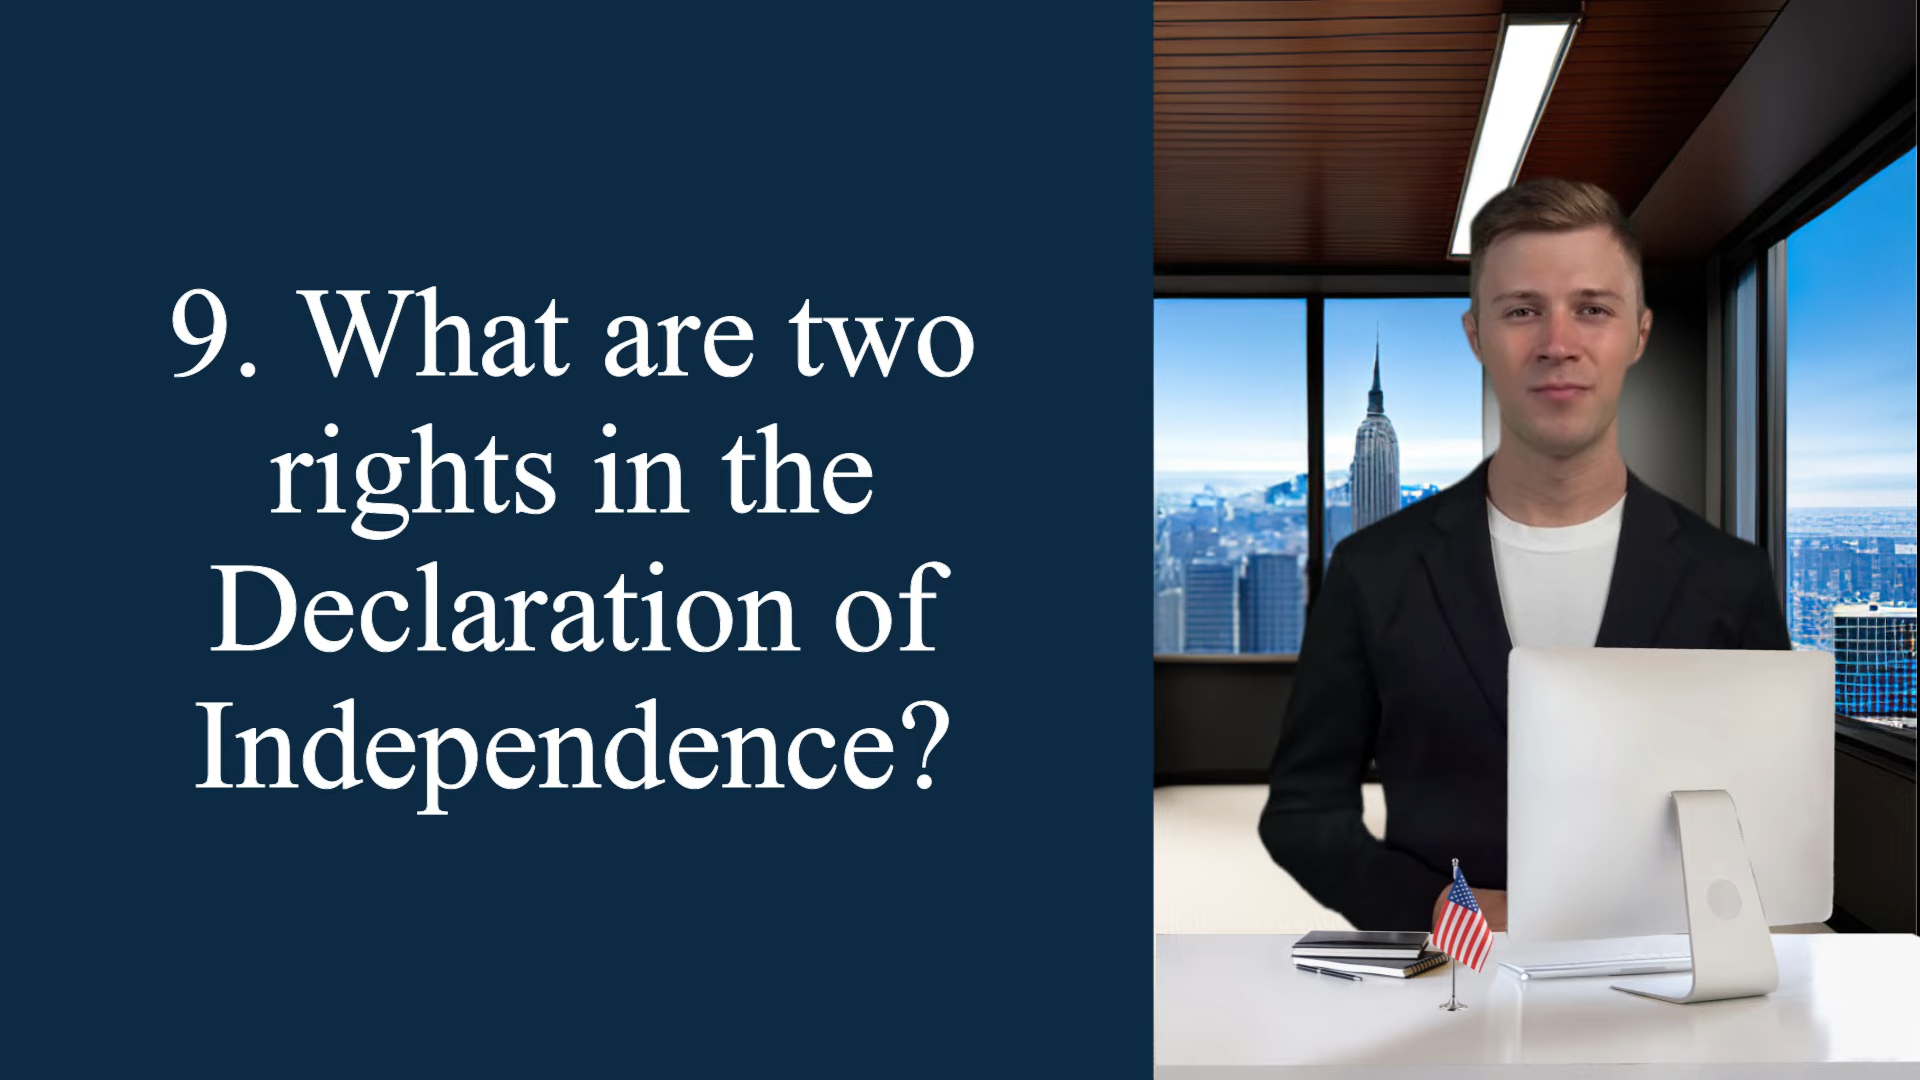 9. What are two
rights in the
Declaration of
Independence?